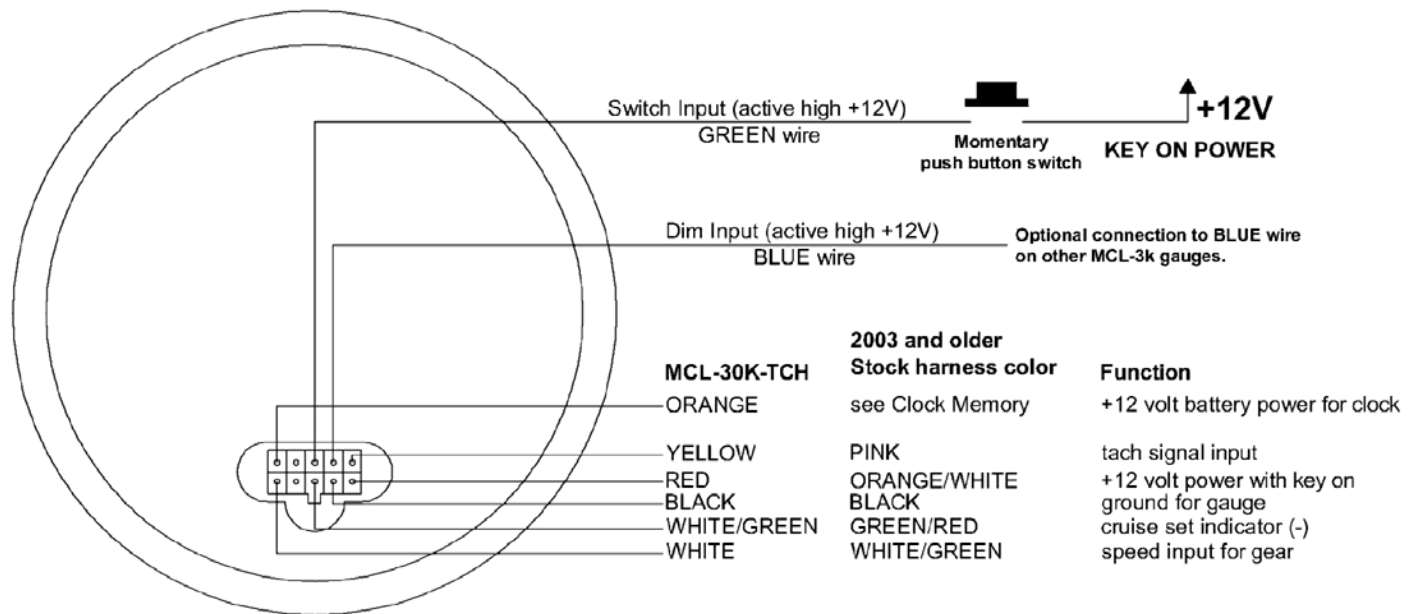 Switch Input (active high +12V)
GREEN wire
Momentary
push button switch
+12V
KEY ON POWER
Dim Input (active high +12V)
BLUE wire
Optional connection to BLUE wire
on other MCL-3k gauges.
2003 and older
MCL-30K-TCH Stock harness color Function
ORANGE see Clock Memory +12 volt battery power for clock
YELLOW PINK tach signal input
RED ORANGE/WHITE +12 volt power with key on
BLACK BLACK ground for gauge
WHITE/GREEN GREEN/RED cruise set indicator (-)
WHITE WHITE/GREEN speed input for gear